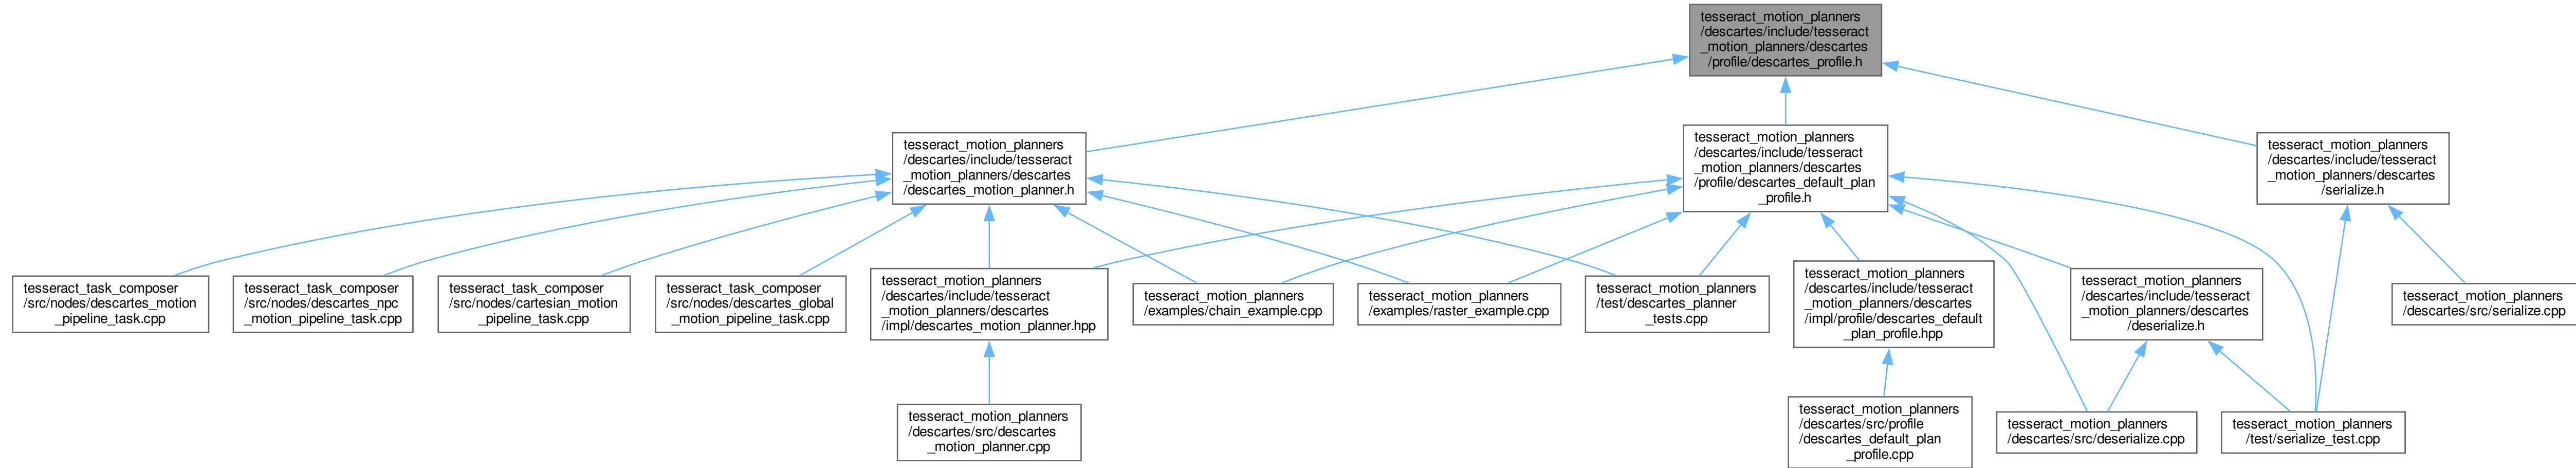 tesseract_motion_planners
/descartes/include/tesseract
_motion_planners/descartes
/profile/descartes_profile.h
tesseract_motion_planners
/descartes/include/tesseract
_motion_planners/descartes
/descartes_motion_planner.h
tesseract_motion_planners
/descartes/include/tesseract
_motion_planners/descartes
/profile/descartes_default_plan
_profile.h
tesseract_motion_planners
/descartes/include/tesseract
_motion_planners/descartes
/serialize.h
tesseract_task_composer
/src/nodes/descartes_motion
_pipeline_task.cpp
tesseract_task_composer
/src/nodes/descartes_npc
_motion_pipeline_task.cpp
tesseract_task_composer
/src/nodes/cartesian_motion
_pipeline_task.cpp
tesseract_task_composer
/src/nodes/descartes_global
_motion_pipeline_task.cpp
tesseract_motion_planners
/descartes/include/tesseract
_motion_planners/descartes
/impl/descartes_motion_planner.hpp
tesseract_motion_planners
/examples/chain_example.cpp
tesseract_motion_planners
/examples/raster_example.cpp
tesseract_motion_planners
/test/descartes_planner
_tests.cpp
tesseract_motion_planners
/descartes/include/tesseract
_motion_planners/descartes
/impl/profile/descartes_default
_plan_profile.hpp
tesseract_motion_planners
/descartes/include/tesseract
_motion_planners/descartes
/deserialize.h
tesseract_motion_planners
/descartes/src/serialize.cpp
tesseract_motion_planners
/descartes/src/descartes
_motion_planner.cpp
tesseract_motion_planners
/descartes/src/profile
/descartes_default_plan
_profile.cpp
tesseract_motion_planners
/descartes/src/deserialize.cpp
tesseract_motion_planners
/test/serialize_test.cpp